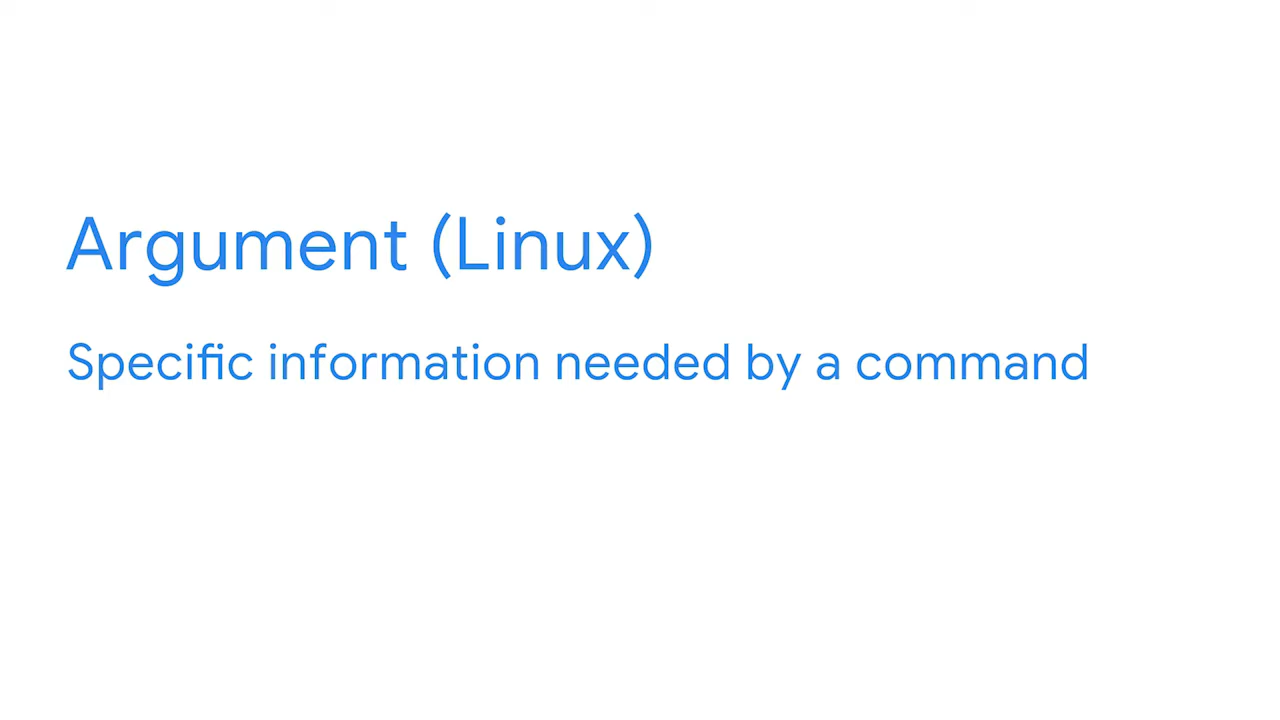 Argument (Linux)
Specific information needed by a command